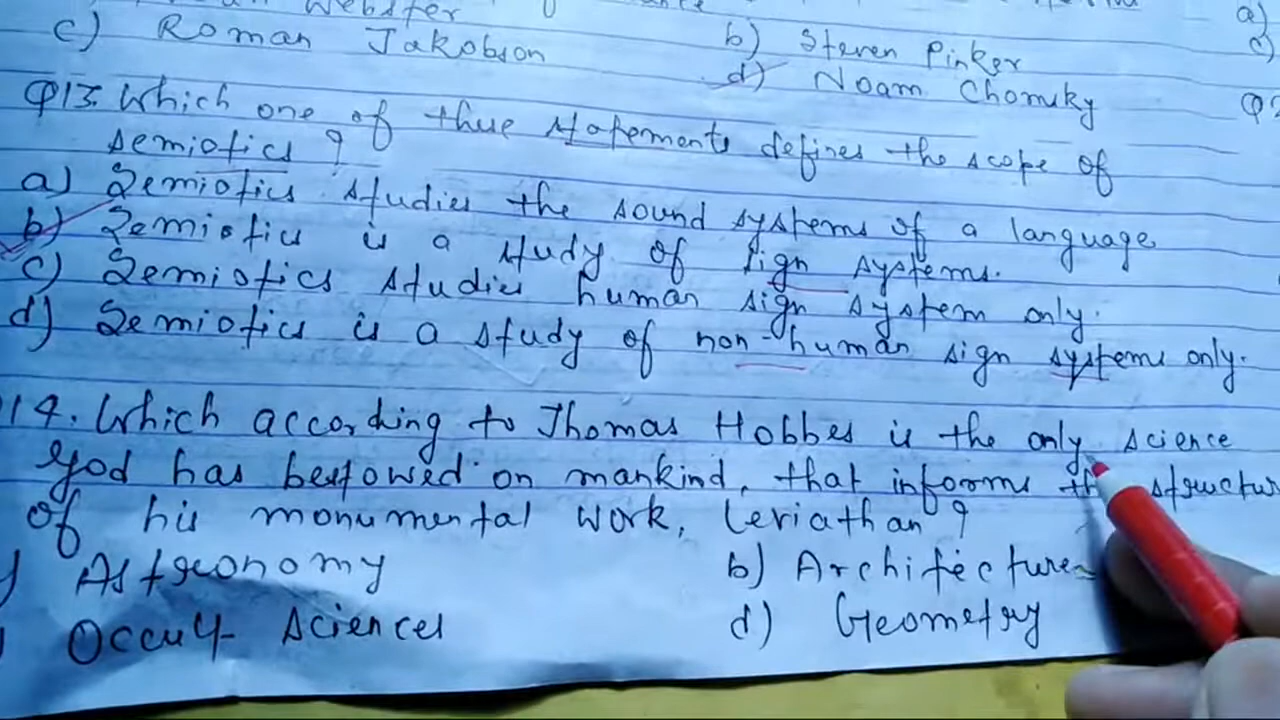 Webster
a)
c) Roman Jakobson
b) Steven Pinker
c)
d) Noam Chomsky
Q13. Which one of these statements defines the scope of
semiotics ?
a) Semiotics studies the sound systems of a language
b) Semiotics is a study of sign systems.
c) Semiotics studies human sign system only.
d) Semiotics is a study of non-human sign systems only.
14. Which according to Thomas Hobbes is the only science
God has bestowed on mankind, that informs structur
of his monumental work, Leviathan ?
) Astronomy
b) Architecture
Occult Sciences
d) Geometry